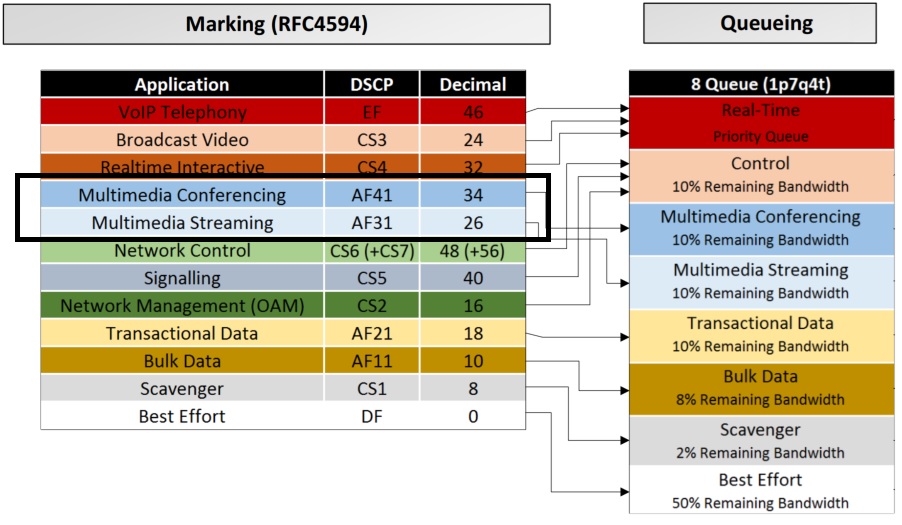 Marking (RFC4594)
Queueing
Application DSCP Decimal
VoIP Telephony EF 46
Broadcast Video CS3 24
Realtime Interactive CS4 32
Multimedia Conferencing AF41 34
Multimedia Streaming AF31 26
Network Control CS6 (+CS7) 48 (+56)
Signalling CS5 40
Network Management (OAM) CS2 16
Transactional Data AF21 18
Bulk Data AF11 10
Scavenger CS1 8
Best Effort DF 0
8 Queue (1p7q4t)
Real-Time
Priority Queue
Control
10% Remaining Bandwidth
Multimedia Conferencing
10% Remaining Bandwidth
Multimedia Streaming
10% Remaining Bandwidth
Transactional Data
10% Remaining Bandwidth
Bulk Data
8% Remaining Bandwidth
Scavenger
2% Remaining Bandwidth
Best Effort
50% Remaining Bandwidth